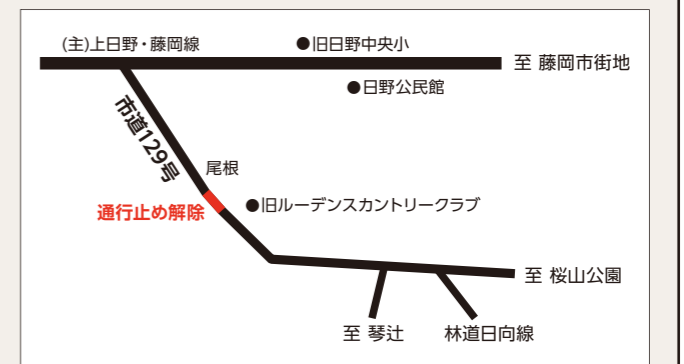 (主)上日野・藤岡線
●旧日野中央小
至 藤岡市街地
●日野公民館
市道129号
尾根
通行止め解除
●旧ルーデンスカントリークラブ
至 桜山公園
至 琴辻
林道日向線